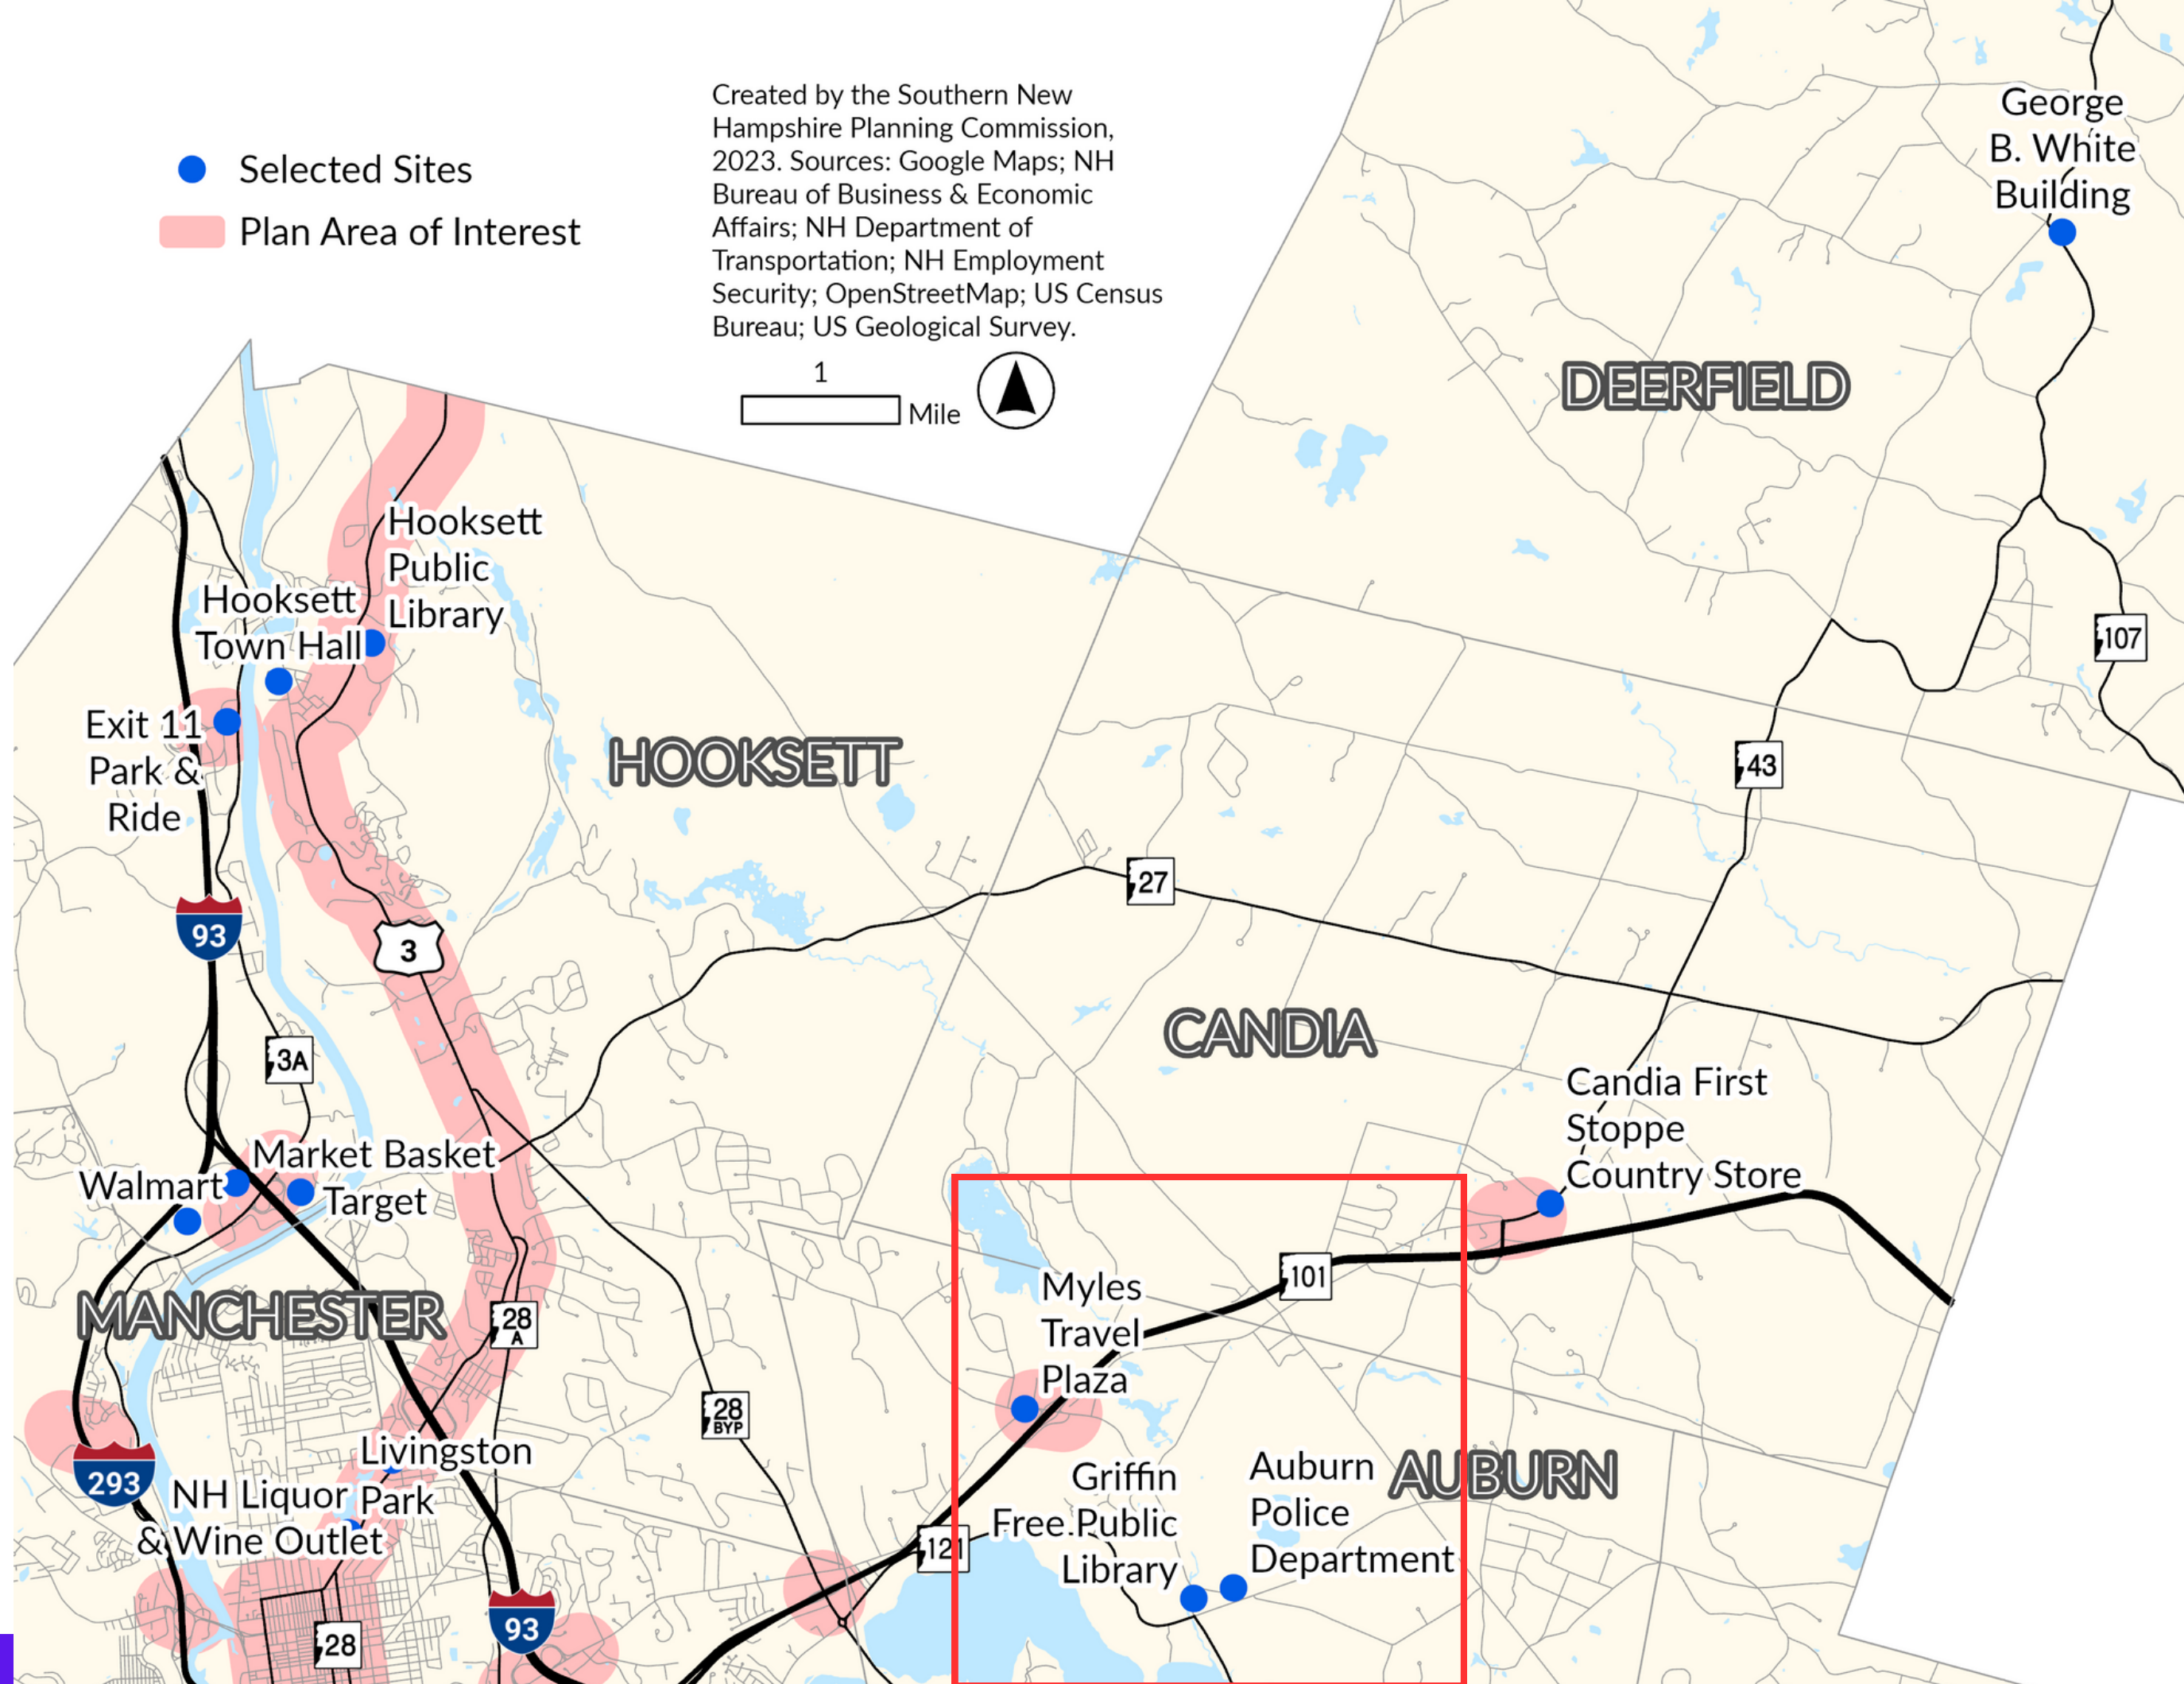 Created by the Southern New
Hampshire Planning Commission,
2023. Sources: Google Maps; NH
Bureau of Business & Economic
Affairs; NH Department of
Transportation; NH Employment
Security; OpenStreetMap; US Census
Bureau; US Geological Survey.
Selected Sites
Plan Area of Interest
1
Mile
George
B. White
Building
DEERFIELD
Hooksett
Public
Library
Hooksett
Town Hall
107
Exit 11
Park &
Ride
HOOKSETT
43
27
93
3
CANDIA
3A
Candia First
Stoppe
Country Store
Market Basket
Walmart
Target
101
Myles
Travel
Plaza
MANCHESTER
28
A
28
BYP
Livingston
Park
293
NH Liquor
& Wine Outlet
AUBURN
Griffin
Free Public
Library
Auburn
Police
Department
121
93
28